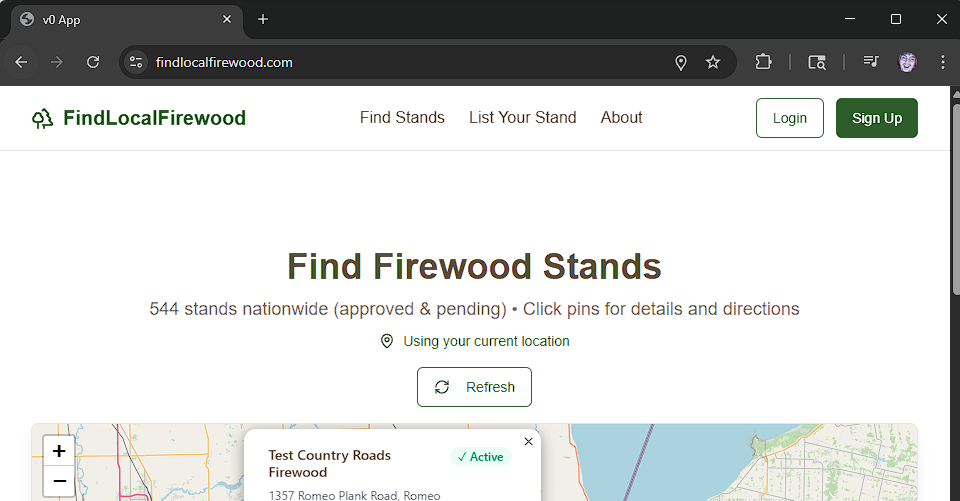 v0 App
findlocalfirewood.com
FindLocalFirewood
Find Stands
List Your Stand
About
Login
Sign Up
Find Firewood Stands
544 stands nationwide (approved & pending) • Click pins for details and directions
Using your current location
Refresh
+
−
Test Country Roads
Firewood
✓ Active
1357 Romeo Plank Road, Romeo